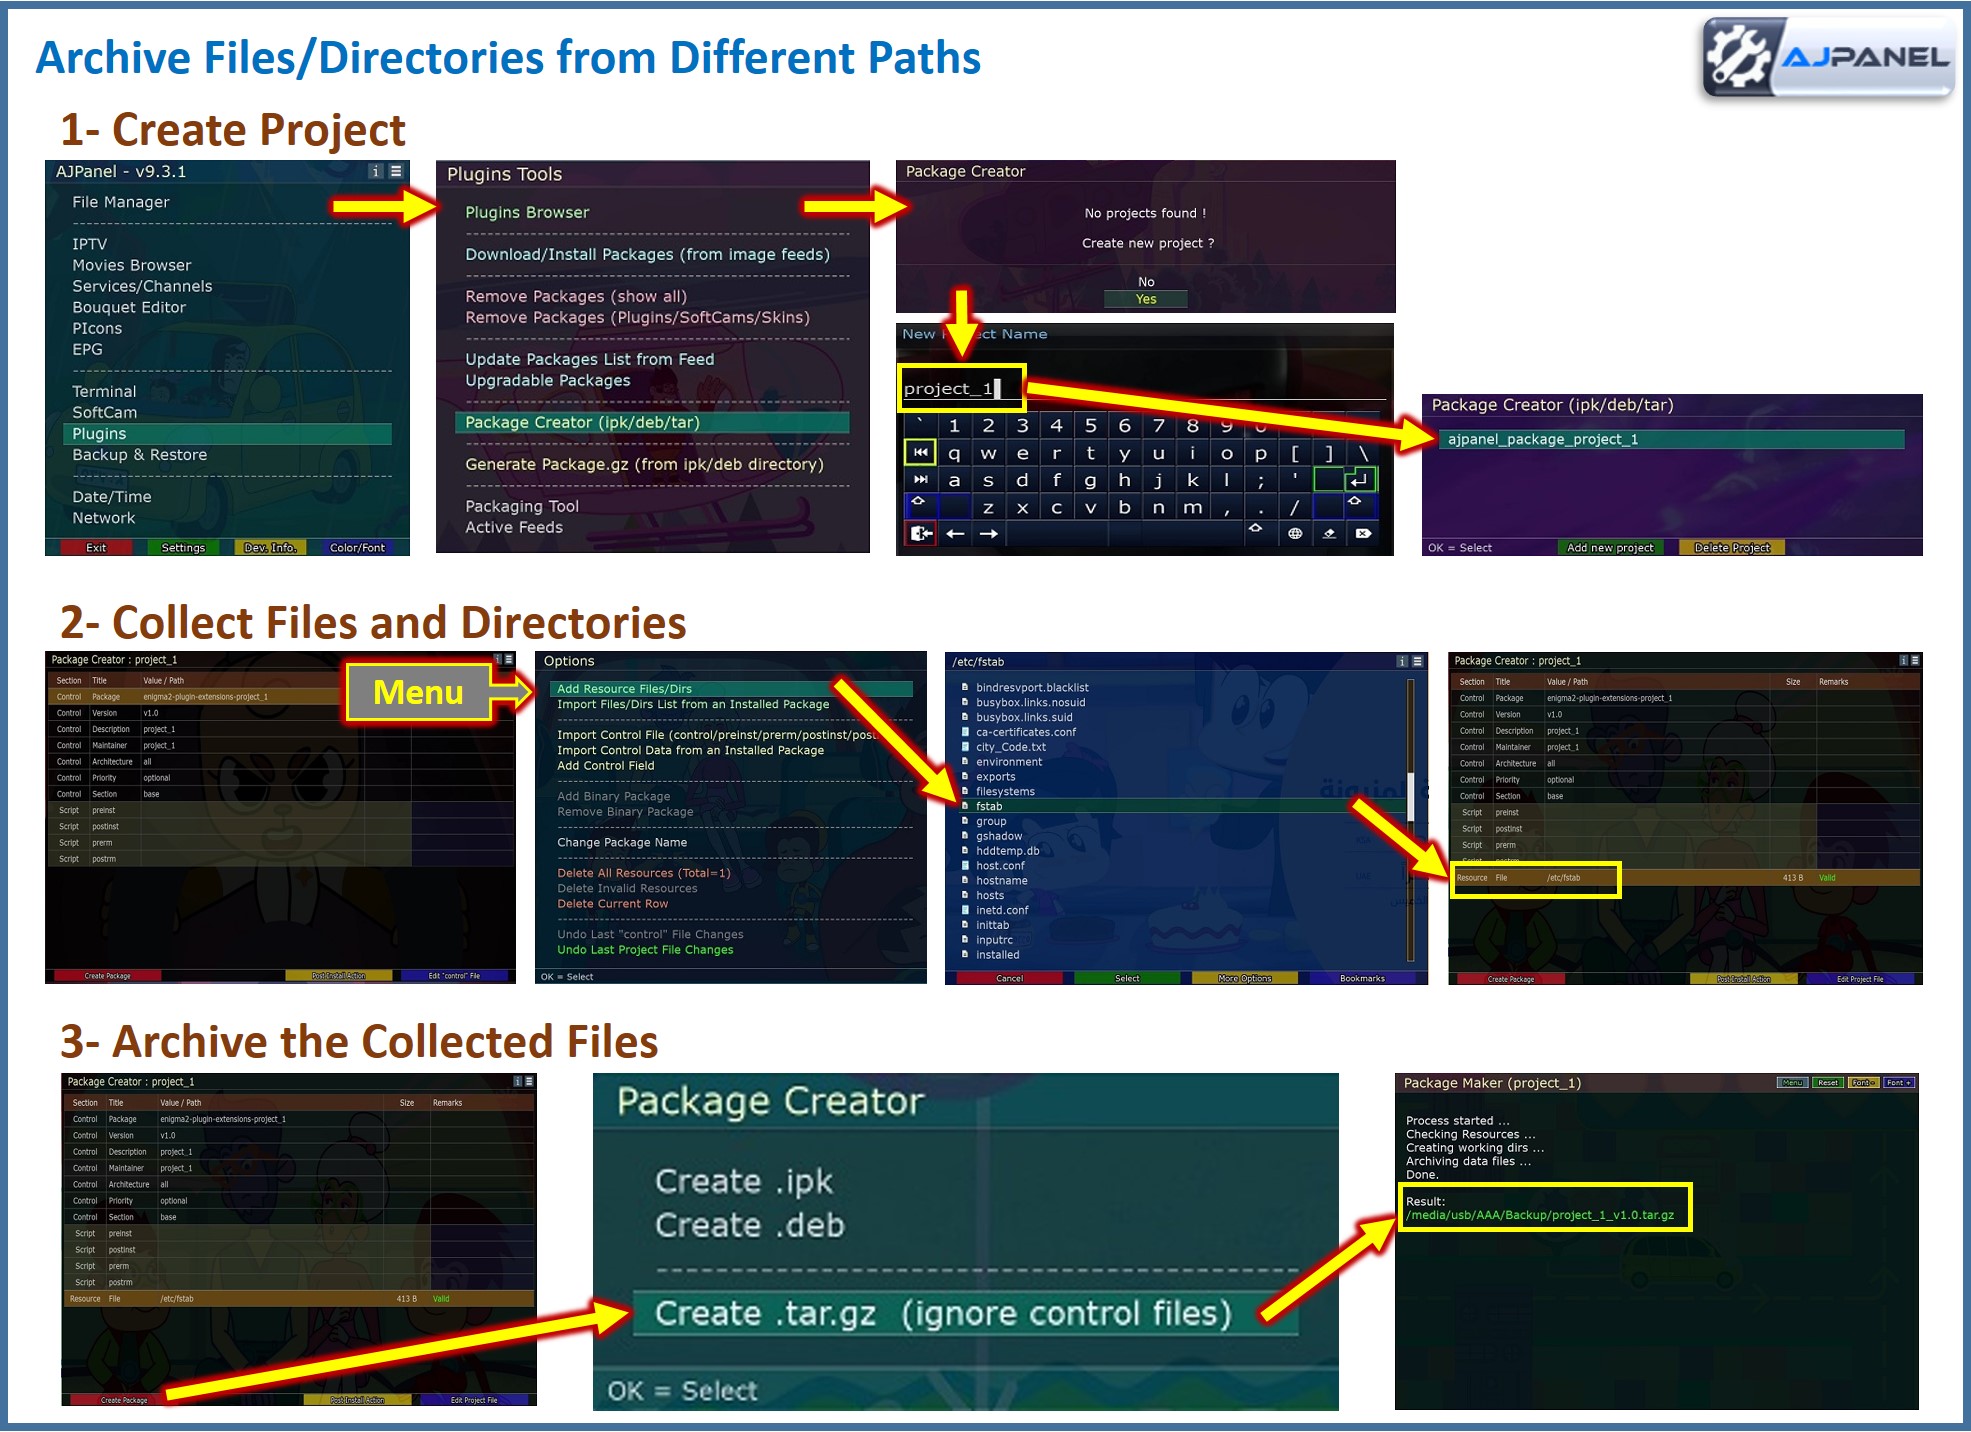 Archive Files/Directories from Different Paths
AJPANEL
1- Create Project
AJPanel - v9.3.1
File Manager
IPTV
Movies Browser
Services/Channels
Bouquet Editor
PIcons
EPG
Terminal
SoftCam
Plugins
Backup & Restore
Date/Time
Network
Exit
Settings
Dev. Info.
Color/Font
Plugins Tools
Plugins Browser
Download/Install Packages (from image feeds)
Remove Packages (show all)
Remove Packages (Plugins/SoftCams/Skins)
Update Packages List from Feed
Upgradable Packages
Package Creator (ipk/deb/tar)
Generate Package.gz (from ipk/deb directory)
Packaging Tool
Active Feeds
Package Creator
No projects found !
Create new project ?
No
Yes
New Name
project_1
` 1 2 3 4 5 6 7 8 9
q w e r t y u i o p [ ] \
a s d f g h j k l ; '
z x c v b n m , . /
Package Creator (ipk/deb/tar)
ajpanel_package_project_1
OK = Select
Add new project
Delete Project
2- Collect Files and Directories
Package Creator : project_1
Section Title Value / Path
Control Package enigma2-plugin-extensions-project_1
Control Version v1.0
Control Description project_1
Control Maintainer project_1
Control Architecture all
Control Priority optional
Control Section base
Script preinst
Script postinst
Script prerm
Script postrm
Create Package
Post Install Action
Edit "control" File
Menu
Options
Add Resource Files/Dirs
Import Files/Dirs List from an Installed Package
Import Control File (control/preinst/prerm/postinst/post
Import Control Data from an Installed Package
Add Control Field
Add Binary Package
Remove Binary Package
Change Package Name
Delete All Resources (Total=1)
Delete Invalid Resources
Delete Current Row
Undo Last "control" File Changes
Undo Last Project File Changes
OK = Select
/etc/fstab
bindresvport.blacklist
busybox.links.nosuid
busybox.links.suid
ca-certificates.conf
city_Code.txt
environment
exports
filesystems
fstab
group
gshadow
hddtemp.db
host.conf
hostname
hosts
inetd.conf
inittab
inputrc
installed
Cancel
Select
More Options
Bookmarks
Package Creator : project_1
Section Title Value / Path Size Remarks
Control Package enigma2-plugin-extensions-project_1
Control Version v1.0
Control Description project_1
Control Maintainer project_1
Control Architecture all
Control Priority optional
Control Section base
Script preinst
Script postinst
Script prerm
Script postrm
Resource File /etc/fstab 413 B Valid
Create Package
Post Install Action
Edit Project File
3- Archive the Collected Files
Package Creator : project_1
Section Title Value / Path Size Remarks
Control Package enigma2-plugin-extensions-project_1
Control Version v1.0
Control Description project_1
Control Maintainer project_1
Control Architecture all
Control Priority optional
Control Section base
Script preinst
Script postinst
Script prerm
Script postrm
Resource File /etc/fstab 413 B Valid
Create Package
Post Install Action
Edit Project File
Package Creator
Create .ipk
Create .deb
Create .tar.gz (ignore control files)
OK = Select
Package Maker (project_1)
Menu
Reset
Font -
Font +
Process started ...
Checking Resources ...
Creating working dirs ...
Archiving data files ...
Done.
Result:
/media/usb/AAA/Backup/project_1_v1.0.tar.gz